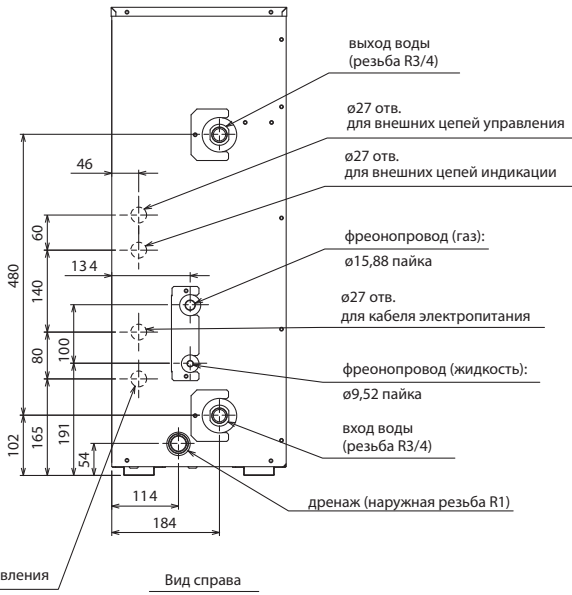 выход воды
(резьба R3/4)
ø27 отв.
для внешних цепей управления
ø27 отв.
для внешних цепей индикации
46
60
134
480
140
фреонопровод (газ):
ø15,88 пайка
ø27 отв.
для кабеля электропитания
100
80
фреонопровод (жидкость):
ø9,52 пайка
вход воды
(резьба R3/4)
102
165
191
54
дренаж (наружная резьба R1)
114
184
вления
Вид справа